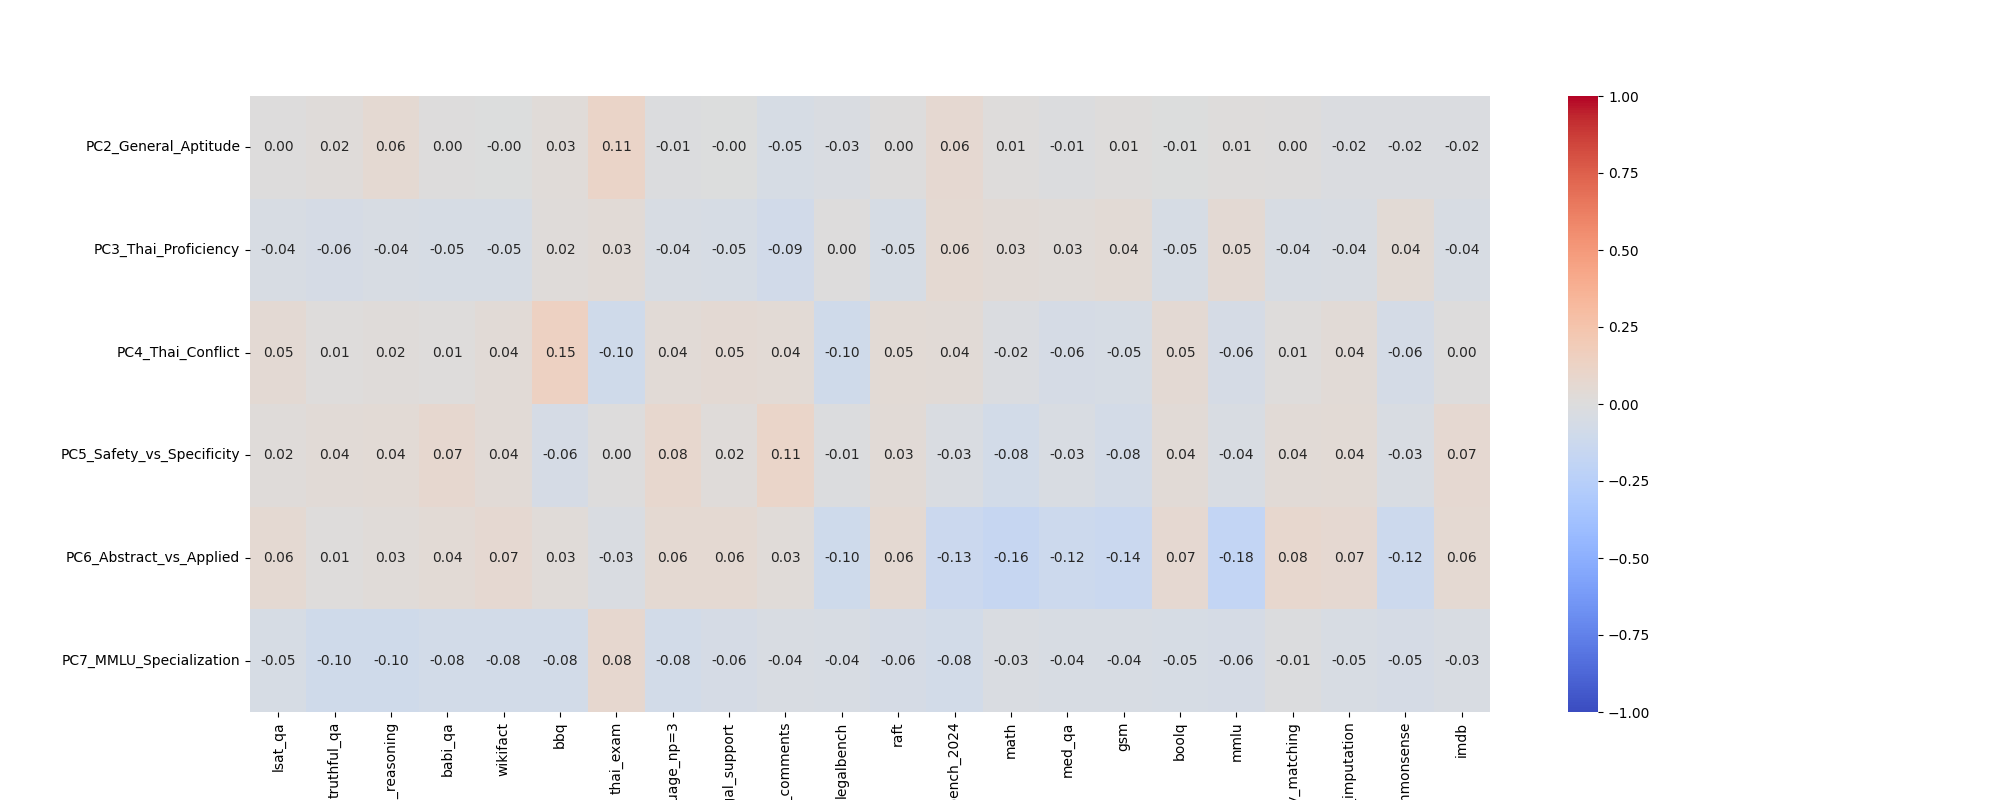 PC2_General_Aptitude 0.00 0.02 0.06 0.00 -0.00 0.03 0.11 -0.01 -0.00 -0.05 -0.03 0.00 0.06 0.01 -0.01 0.01 -0.01 0.01 0.00 -0.02 -0.02 -0.02
PC3_Thai_Proficiency -0.04 -0.06 -0.04 -0.05 -0.05 0.02 0.03 -0.04 -0.05 -0.09 0.00 -0.05 0.06 0.03 0.03 0.04 -0.05 0.05 -0.04 -0.04 0.04 -0.04
PC4_Thai_Conflict 0.05 0.01 0.02 0.01 0.04 0.15 -0.10 0.04 0.05 0.04 -0.10 0.05 0.04 -0.02 -0.06 -0.05 0.05 -0.06 0.01 0.04 -0.06 0.00
PC5_Safety_vs_Specificity 0.02 0.04 0.04 0.07 0.04 -0.06 0.00 0.08 0.02 0.11 -0.01 0.03 -0.03 -0.08 -0.03 -0.08 0.04 -0.04 0.04 0.04 -0.03 0.07
PC6_Abstract_vs_Applied 0.06 0.01 0.03 0.04 0.07 0.03 -0.03 0.06 0.06 0.03 -0.10 0.06 -0.13 -0.16 -0.12 -0.14 0.07 -0.18 0.08 0.07 -0.12 0.06
PC7_MMLU_Specialization -0.05 -0.10 -0.10 -0.08 -0.08 -0.08 0.08 -0.08 -0.06 -0.04 -0.04 -0.06 -0.08 -0.03 -0.04 -0.04 -0.05 -0.06 -0.01 -0.05 -0.05 -0.03
lsat_qa
truthful_qa
_reasoning
babi_qa
wikifact
bbq
thai_exam
uage_np=3
gal_support
_comments
legalbench
raft
ench_2024
math
med_qa
gsm
boolq
mmlu
_matching
imputation
mmonsense
imdb
1.00
0.75
0.50
0.25
0.00
−0.25
−0.50
−0.75
−1.00